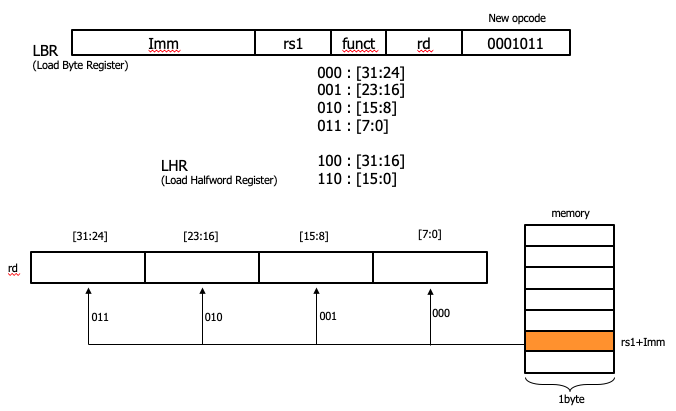 New opcode
LBR
(Load Byte Register)
Imm rs1 funct rd 0001011
000 : [31:24]
001 : [23:16]
010 : [15:8]
011 : [7:0]
LHR
(Load Halfword Register)
100 : [31:16]
110 : [15:0]
memory
[31:24] [23:16] [15:8] [7:0]
rd
011 010 001 000
rs1+Imm
1byte